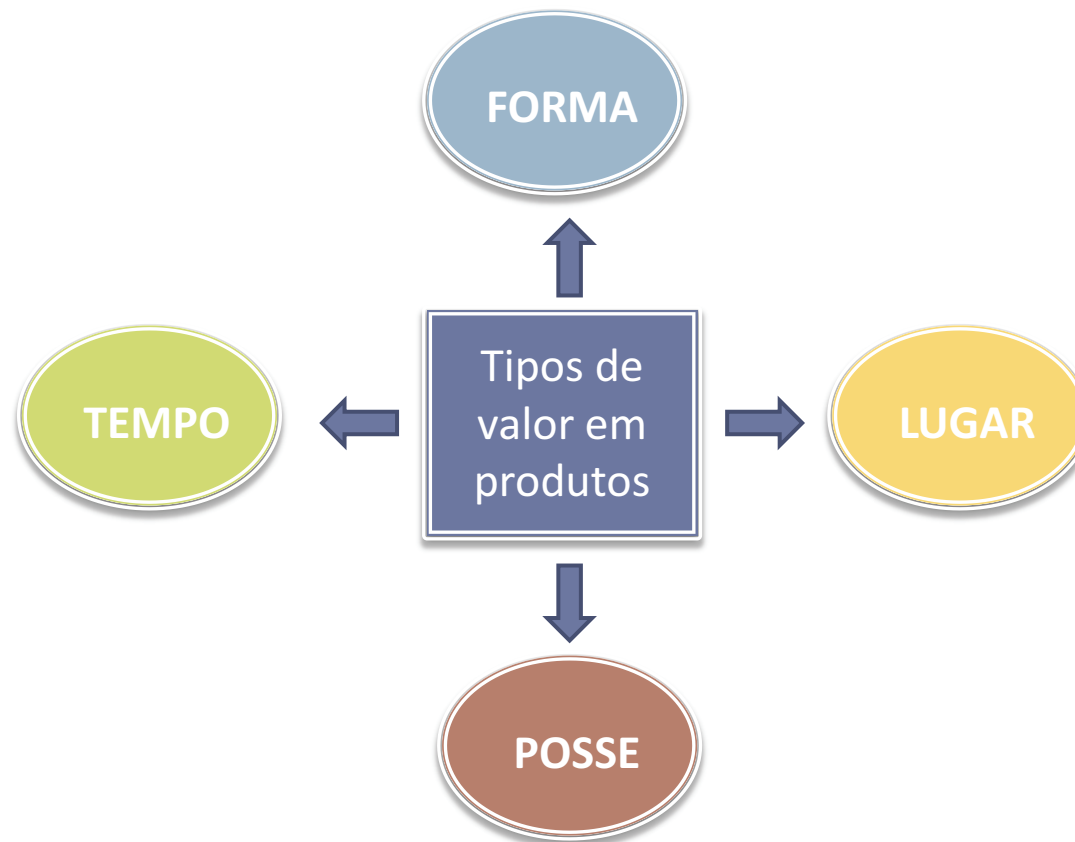 FORMA
TEMPO
Tipos de
valor em
produtos
LUGAR
POSSE